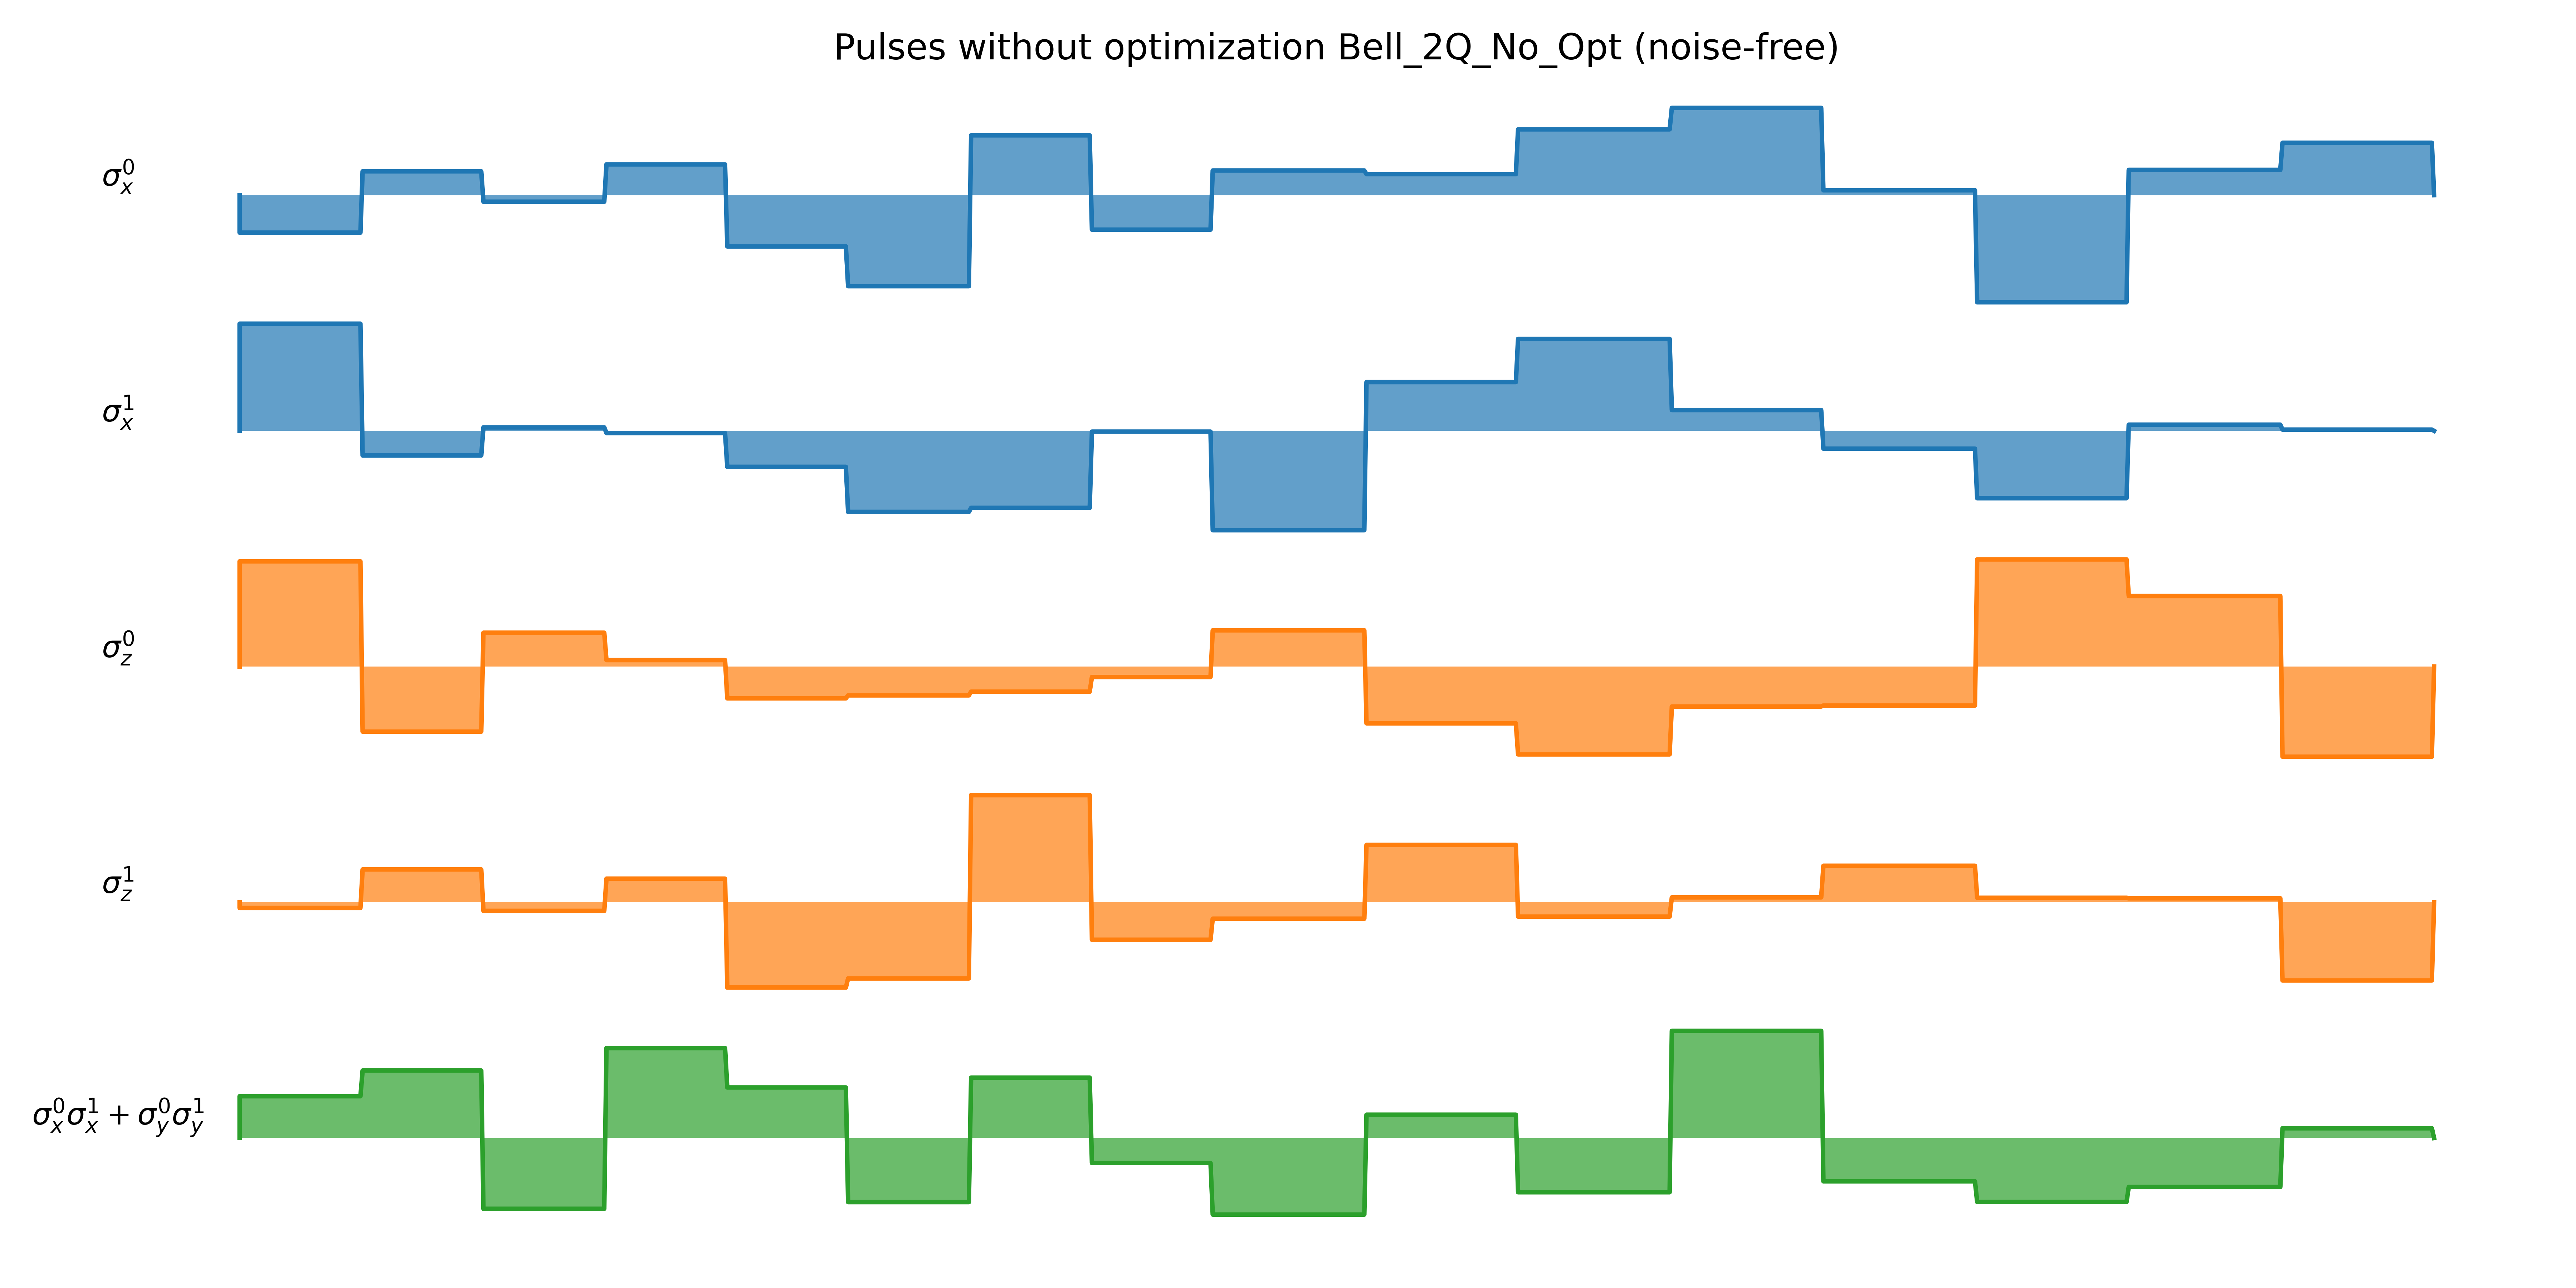 Pulses without optimization Bell_2Q_No_Opt (noise-free)
σ_x^0
σ_x^1
σ_z^0
σ_z^1
σ_x^0σ_x^1 + σ_y^0σ_y^1